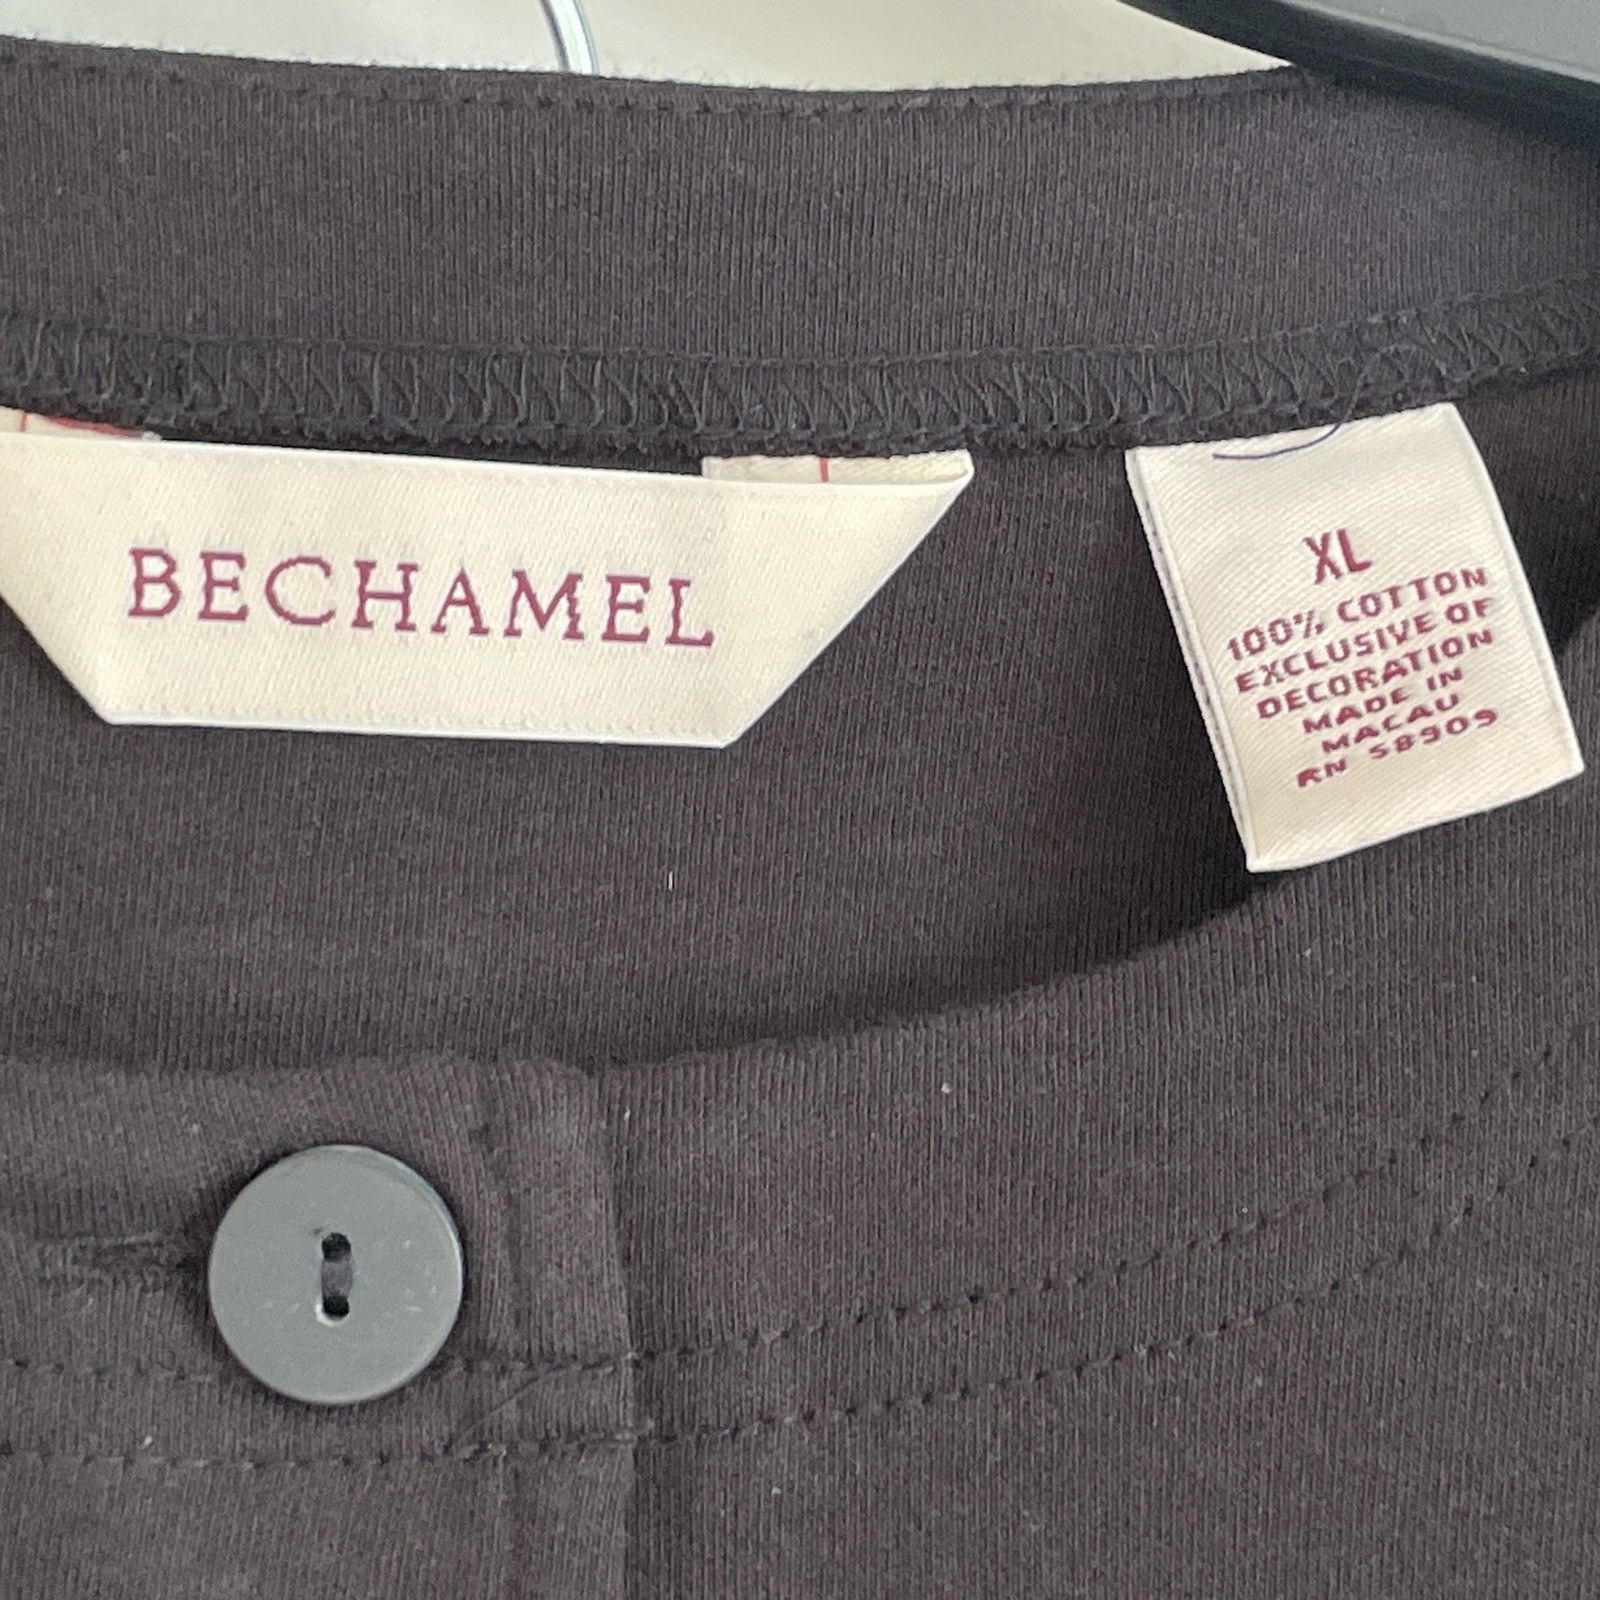 BECHAMEL
XL
100% COTTON
EXCLUSIVE OF
DECORATION
MADE IN
MACAU
RN 58909